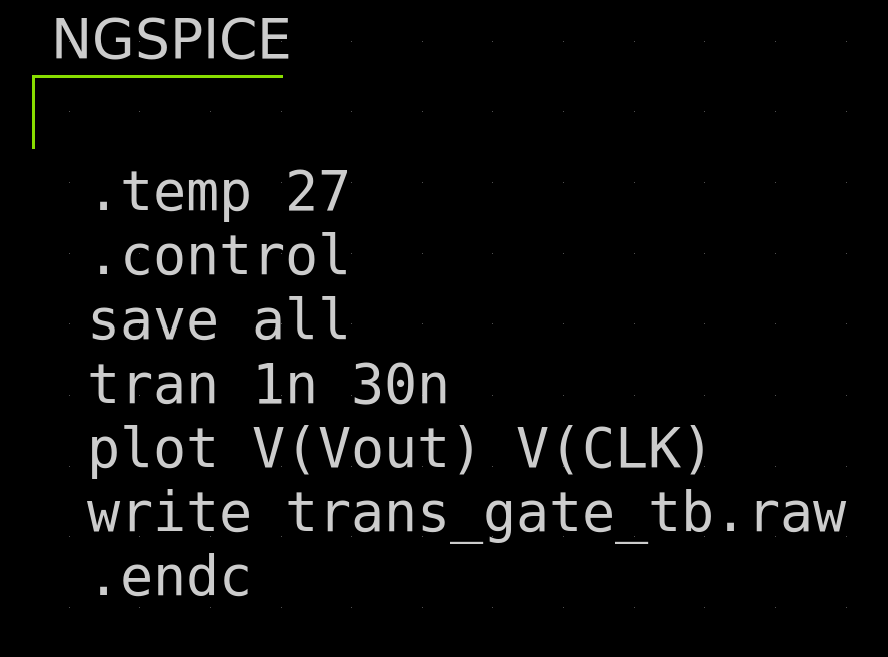 NGSPICE
.temp 27
.control
save all
tran 1n 30n
plot V(Vout) V(CLK)
write trans_gate_tb.raw
.endc